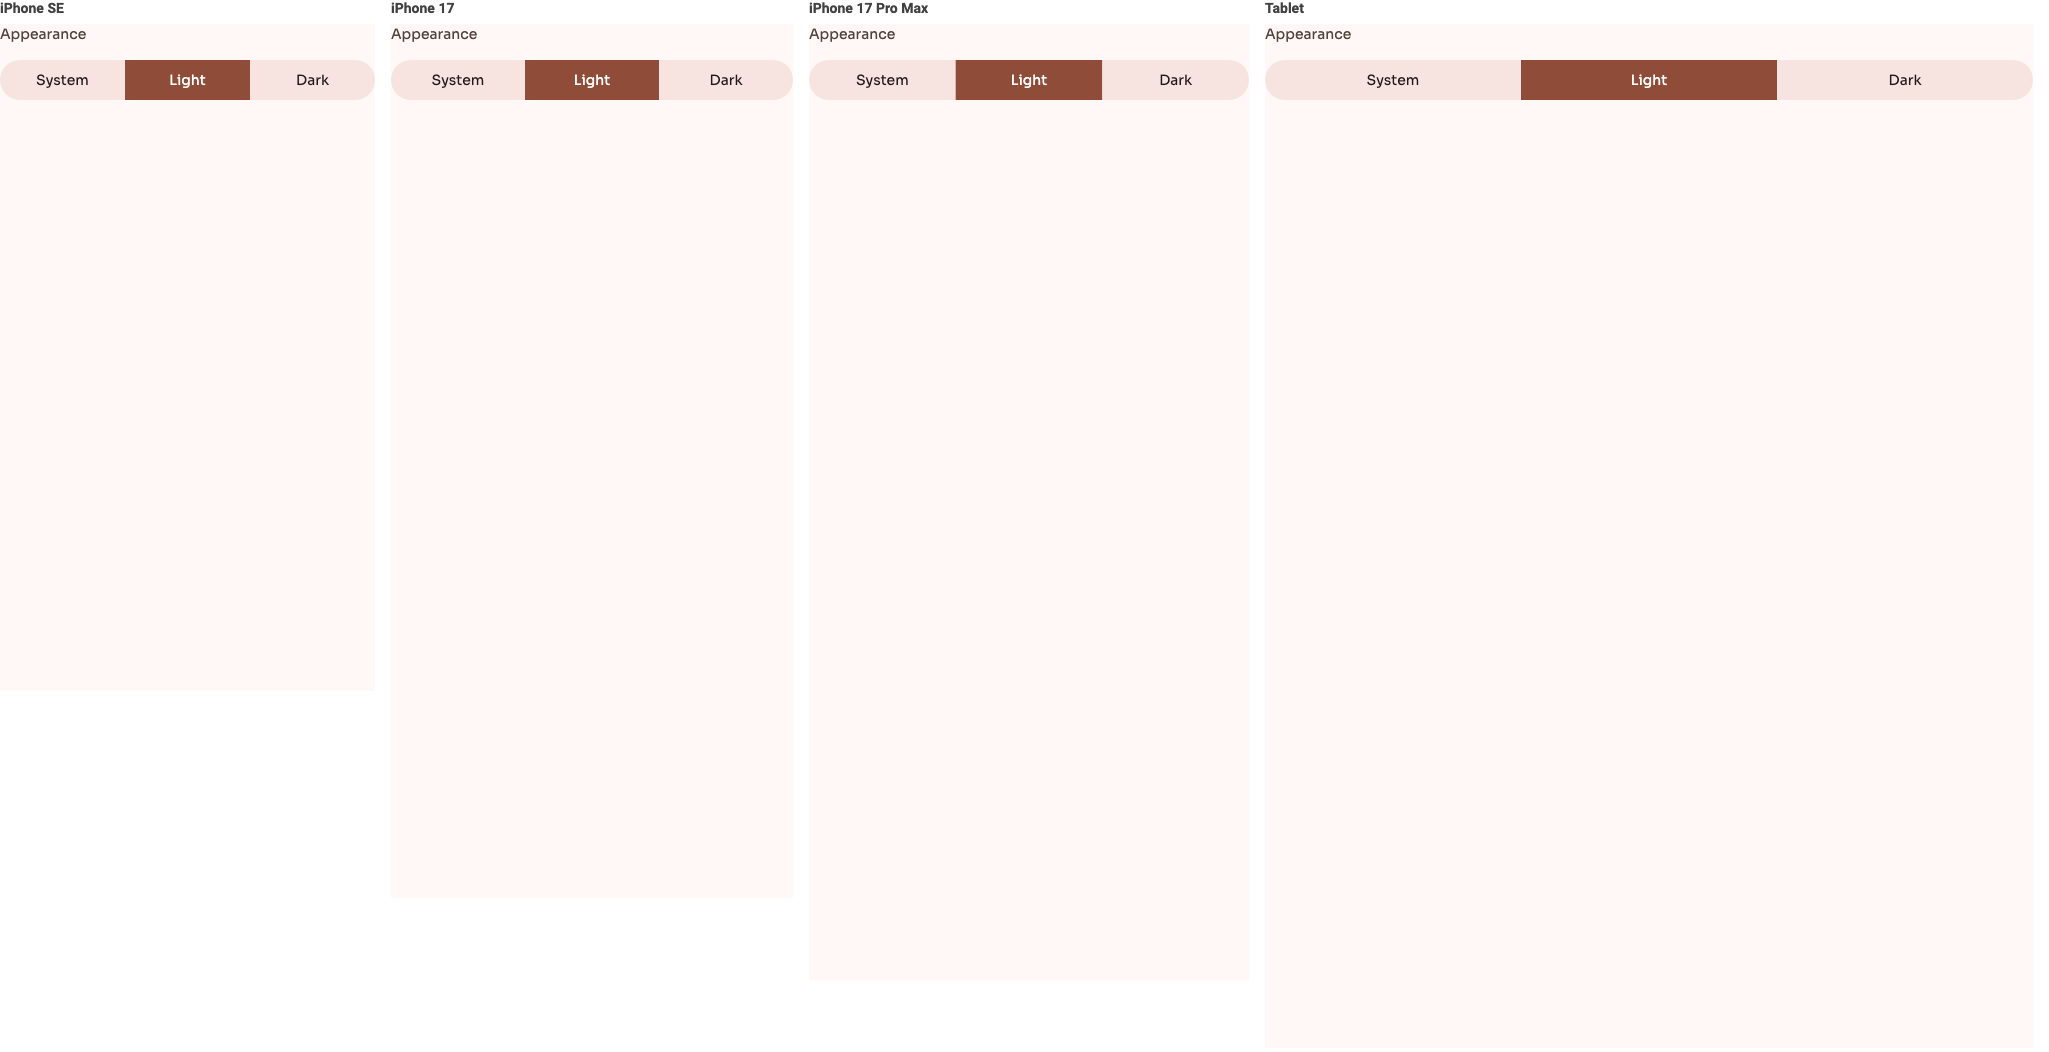 iPhone SE
Appearance
System Light Dark
iPhone 17
Appearance
System Light Dark
iPhone 17 Pro Max
Appearance
System Light Dark
Tablet
Appearance
System Light Dark